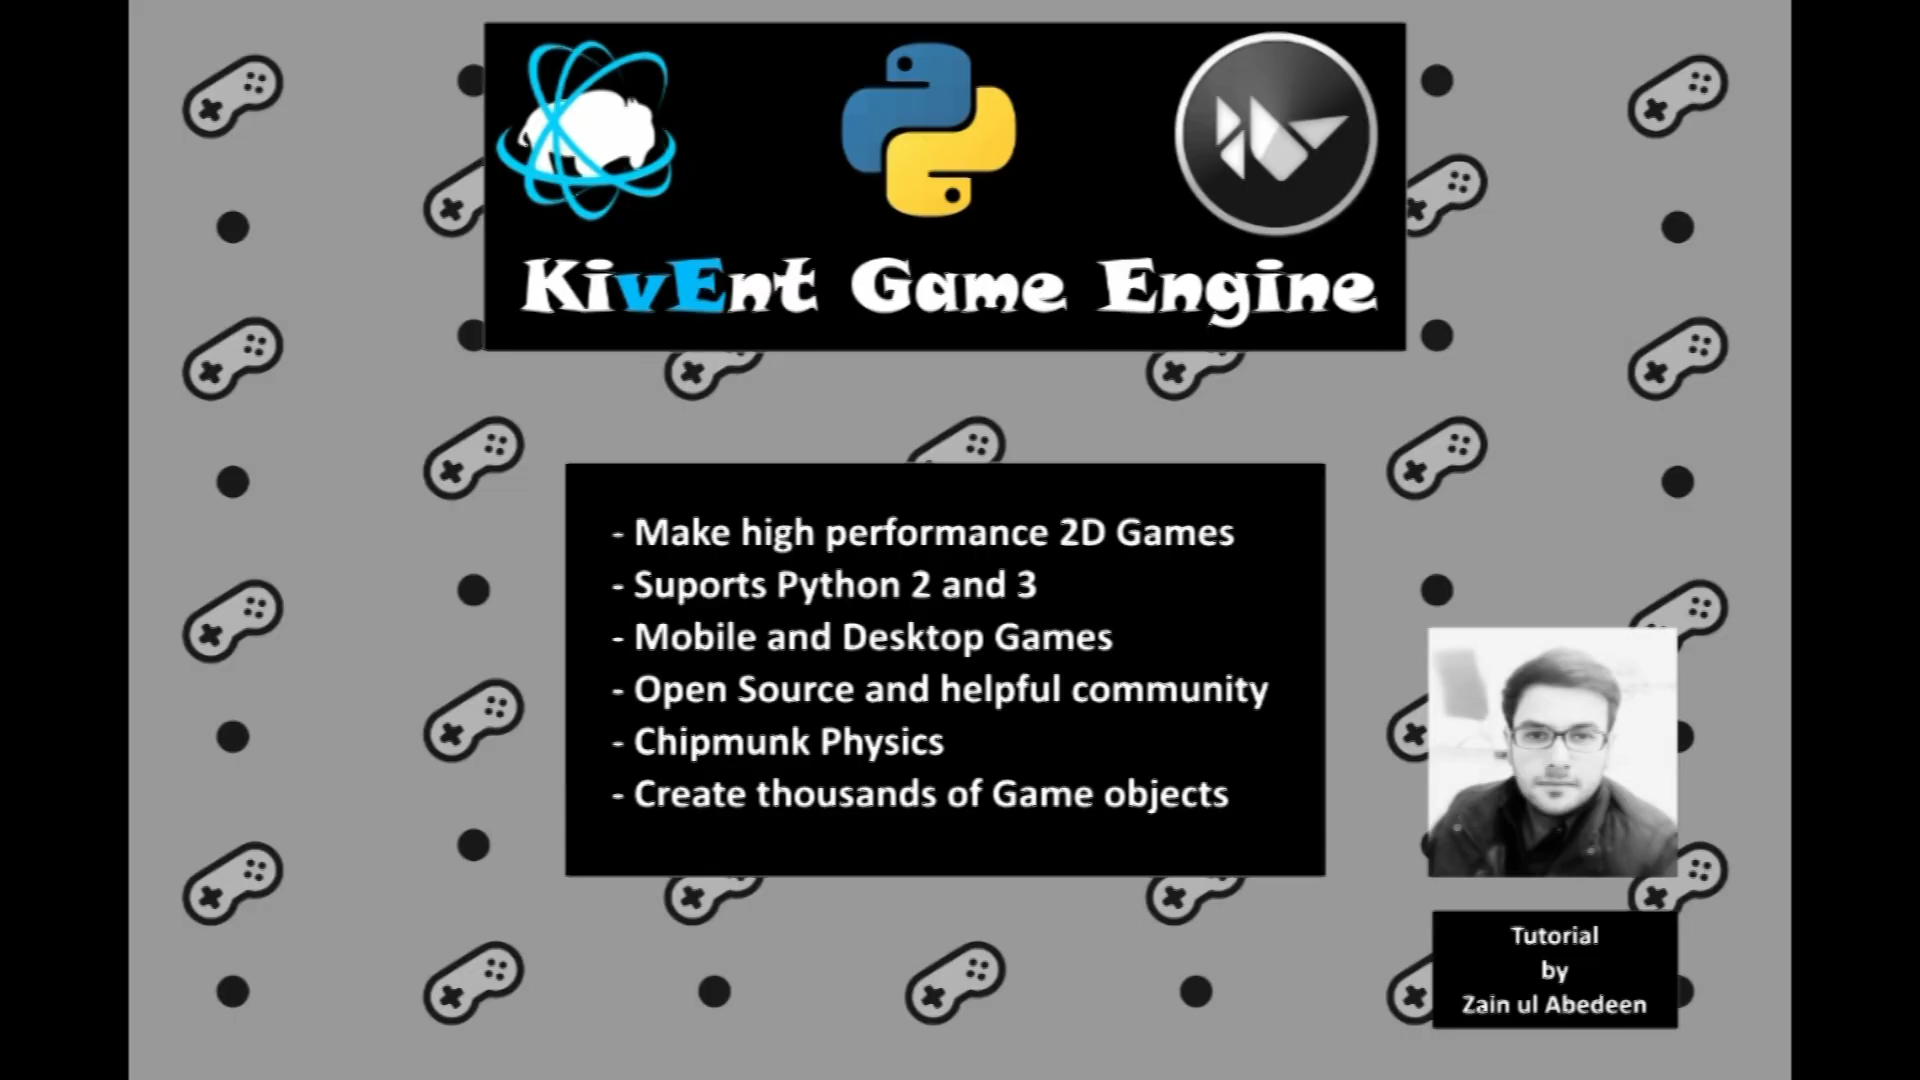 KivEnt Game Engine
- Make high performance 2D Games
- Suports Python 2 and 3
- Mobile and Desktop Games
- Open Source and helpful community
- Chipmunk Physics
- Create thousands of Game objects
Tutorial
by
Zain ul Abedeen